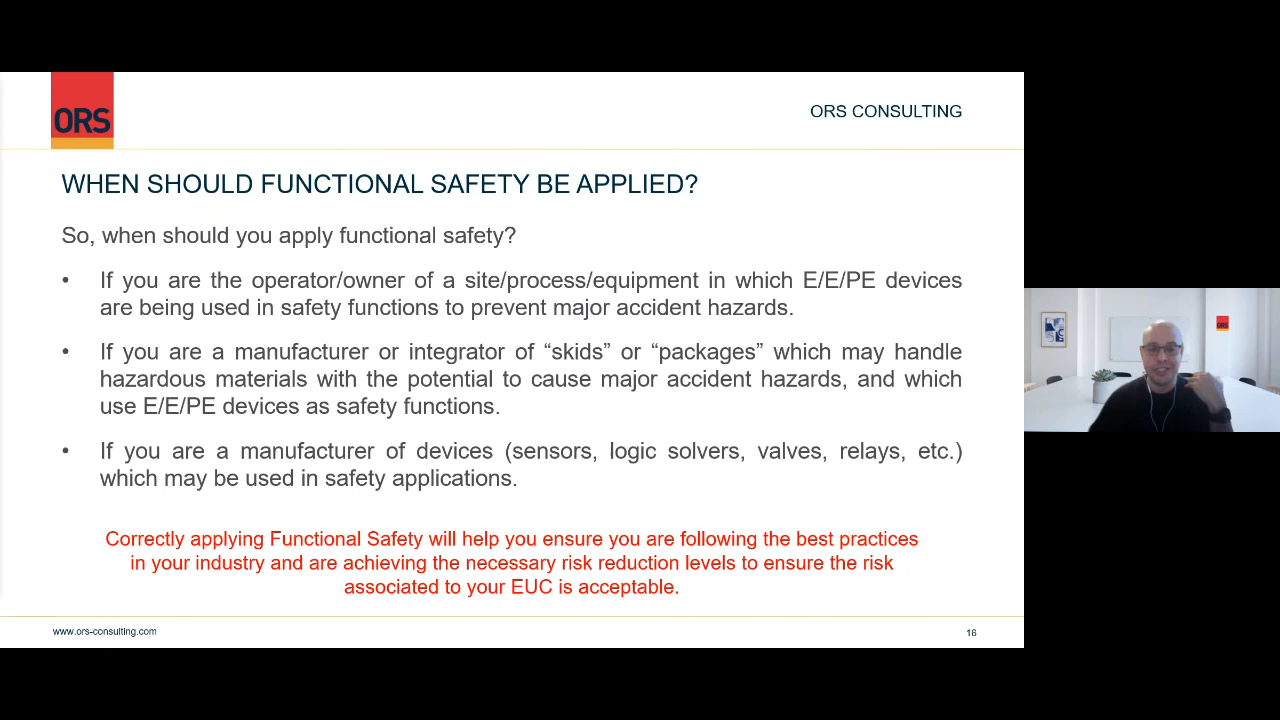 ORS
ORS CONSULTING
WHEN SHOULD FUNCTIONAL SAFETY BE APPLIED?
So, when should you apply functional safety?
• If you are the operator/owner of a site/process/equipment in which E/E/PE devices
are being used in safety functions to prevent major accident hazards.
• If you are a manufacturer or integrator of “skids” or “packages” which may handle
hazardous materials with the potential to cause major accident hazards, and which
use E/E/PE devices as safety functions.
• If you are a manufacturer of devices (sensors, logic solvers, valves, relays, etc.)
which may be used in safety applications.
Correctly applying Functional Safety will help you ensure you are following the best practices
in your industry and are achieving the necessary risk reduction levels to ensure the risk
associated to your EUC is acceptable.
www.ors-consulting.com
16
ORS